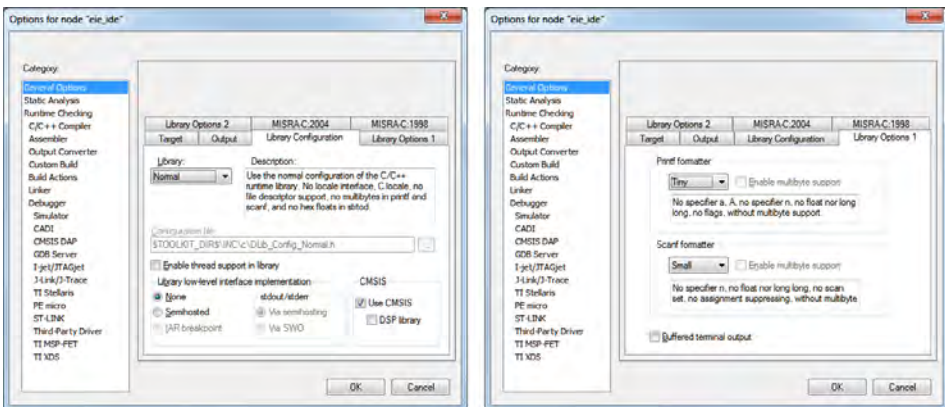 Options for node "eie_ide"
Category:
General Options
Static Analysis
Runtime Checking
C/C++ Compiler
Assembler
Output Converter
Custom Build
Build Actions
Linker
Debugger
Simulator
CADI
CMSIS DAP
GDB Server
I-jet/JTAGjet
J-Link/J-Trace
TI Stellaris
PE micro
ST-LINK
Third-Party Driver
TI MSP-FET
TI XDS
Library Options 2 MISRA-C:2004 MISRA-C:1998
Target Output Library Configuration Library Options 1
Library: Description:
Normal
Use the normal configuration of the C/C++
runtime library. No locale interface, C locale, no
file descriptor support, no multibytes in printf and
scanf, and no hex floats in strtod.
Configuration file:
$TOOLKIT_DIR$\INC\c\DLib_Config_Normal.h
Enable thread support in library
Library low-level interface implementation CMSIS
None stdout/stderr
Semihosted Via semihosting Use CMSIS
IAR breakpoint Via SWO DSP library
OK Cancel
Options for node "eie_ide"
Category:
General Options
Static Analysis
Runtime Checking
C/C++ Compiler
Assembler
Output Converter
Custom Build
Build Actions
Linker
Debugger
Simulator
CADI
CMSIS DAP
GDB Server
I-jet/JTAGjet
J-Link/J-Trace
TI Stellaris
PE micro
ST-LINK
Third-Party Driver
TI MSP-FET
TI XDS
Library Options 2 MISRA-C:2004 MISRA-C:1998
Target Output Library Configuration Library Options 1
Printf formatter
Tiny Enable multibyte support
No specifier a, A, no specifier n, no float nor long
long, no flags, without multibyte support.
Scanf formatter
Small Enable multibyte support
No specifier n, no float nor long long, no scan
set, no assignment suppressing, without multibyte
Buffered terminal output
OK Cancel